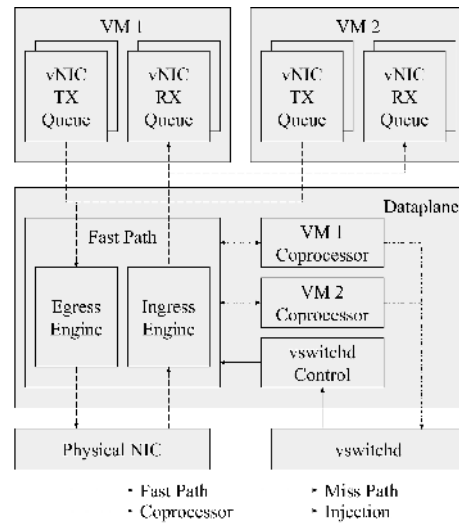 VM 1
vNIC
TX
Queue
vNIC
RX
Queue
VM 2
vNIC
TX
Queue
vNIC
RX
Queue
Dataplane
Fast Path
Egress
Engine
Ingress
Engine
VM 1
Coprocessor
VM 2
Coprocessor
vswitchd
Control
Physical NIC
vswitchd
Fast Path
Coprocessor
Miss Path
Injection